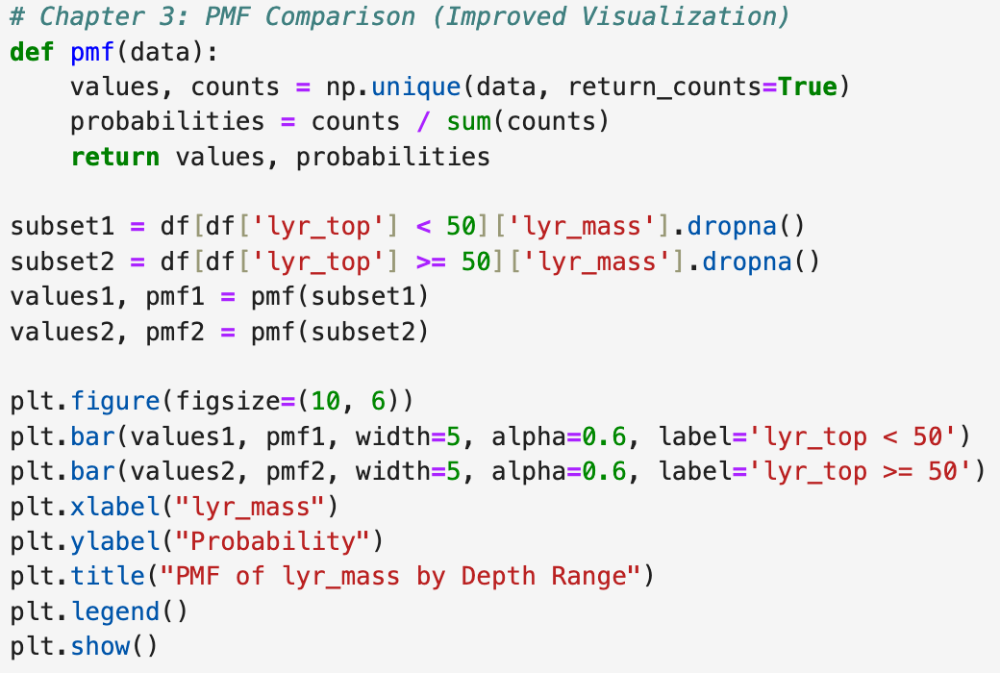 # Chapter 3: PMF Comparison (Improved Visualization)
def pmf(data):
    values, counts = np.unique(data, return_counts=True)
    probabilities = counts / sum(counts)
    return values, probabilities

subset1 = df[df['lyr_top'] < 50]['lyr_mass'].dropna()
subset2 = df[df['lyr_top'] >= 50]['lyr_mass'].dropna()
values1, pmf1 = pmf(subset1)
values2, pmf2 = pmf(subset2)

plt.figure(figsize=(10, 6))
plt.bar(values1, pmf1, width=5, alpha=0.6, label='lyr_top < 50')
plt.bar(values2, pmf2, width=5, alpha=0.6, label='lyr_top >= 50')
plt.xlabel("lyr_mass")
plt.ylabel("Probability")
plt.title("PMF of lyr_mass by Depth Range")
plt.legend()
plt.show()